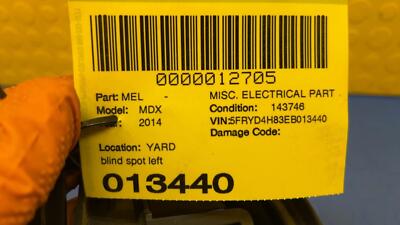 0000012705
Part: MEL - MISC. ELECTRICAL PART
Model: MDX Condition: 143746
2014 VIN:5FRYD4H83EB013440
Damage Code:
Location: YARD
blind spot left
013440